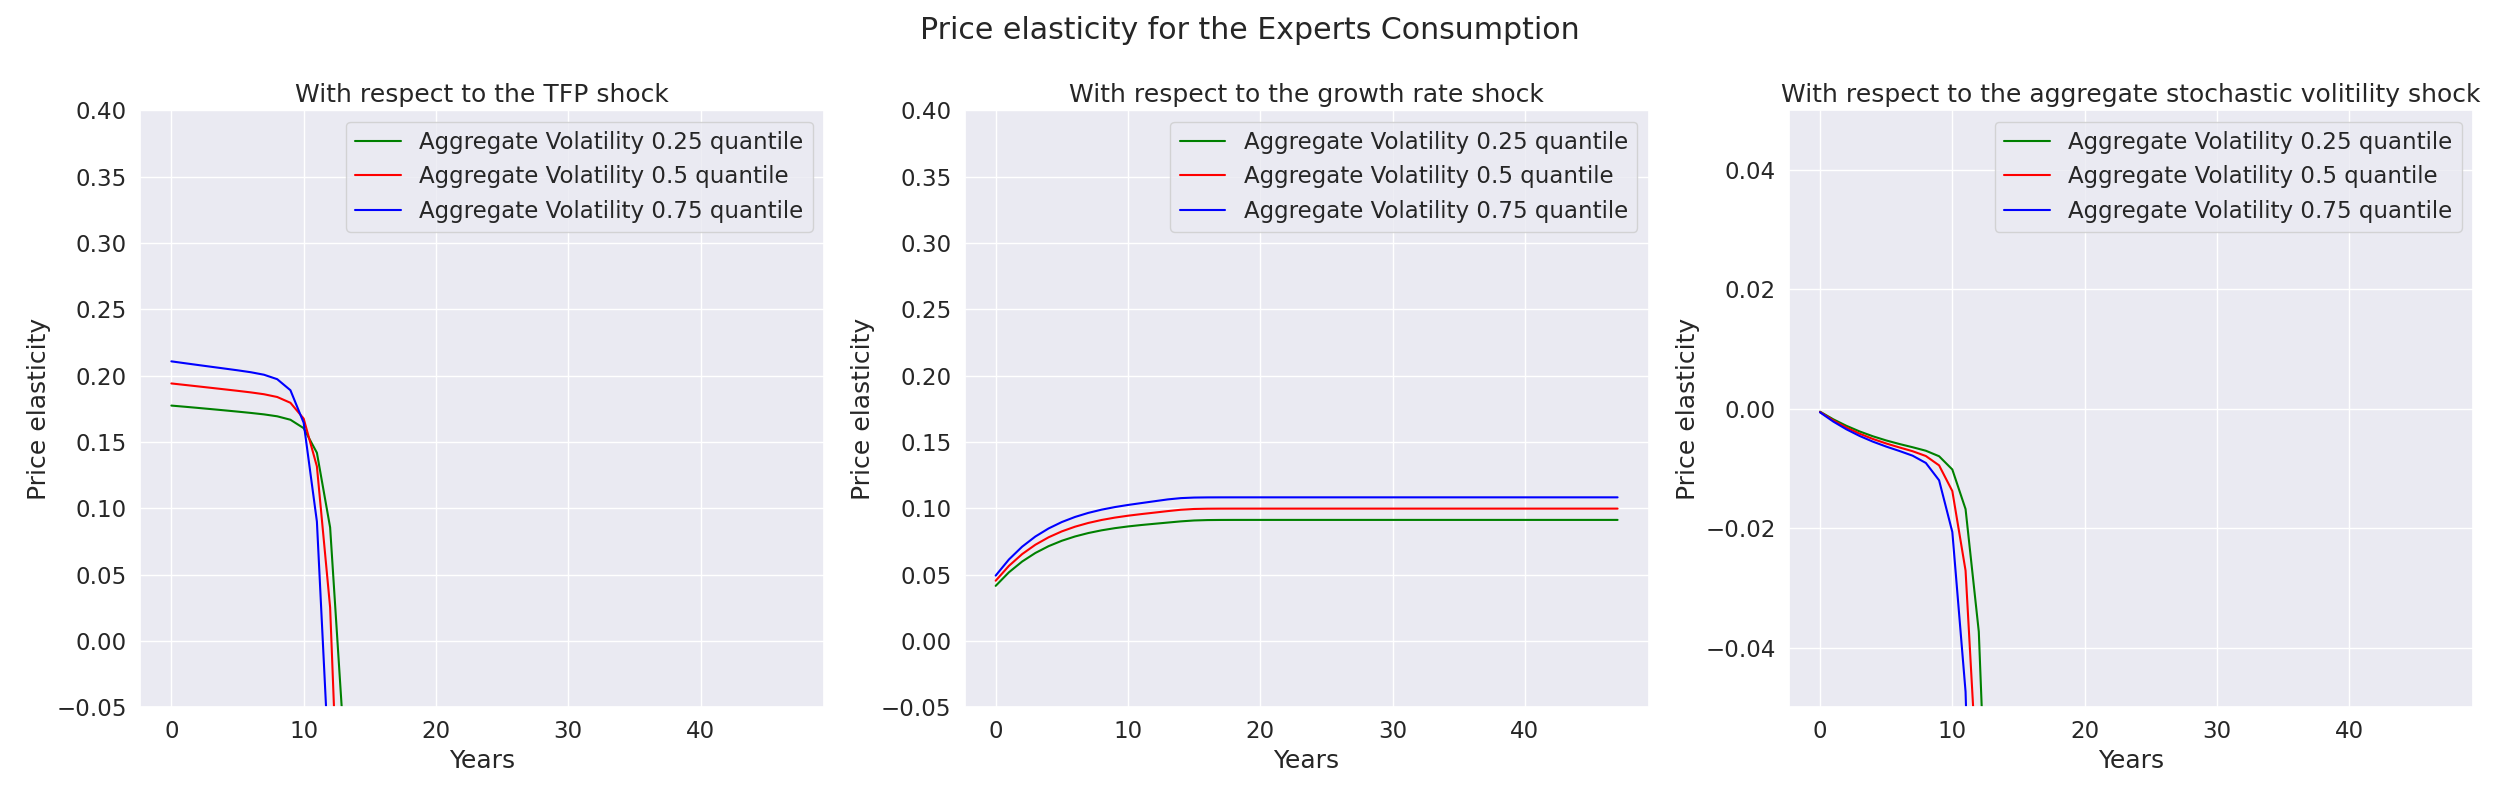 Price elasticity for the Experts Consumption
With respect to the TFP shock
Price elasticity
0.40
0.35
0.30
0.25
0.20
0.15
0.10
0.05
0.00
−0.05
Aggregate Volatility 0.25 quantile
Aggregate Volatility 0.5 quantile
Aggregate Volatility 0.75 quantile
0 10 20 30 40
Years
With respect to the growth rate shock
Price elasticity
0.40
0.35
0.30
0.25
0.20
0.15
0.10
0.05
0.00
−0.05
Aggregate Volatility 0.25 quantile
Aggregate Volatility 0.5 quantile
Aggregate Volatility 0.75 quantile
0 10 20 30 40
Years
With respect to the aggregate stochastic volitility shock
Price elasticity
0.04
0.02
0.00
−0.02
−0.04
Aggregate Volatility 0.25 quantile
Aggregate Volatility 0.5 quantile
Aggregate Volatility 0.75 quantile
0 10 20 30 40
Years